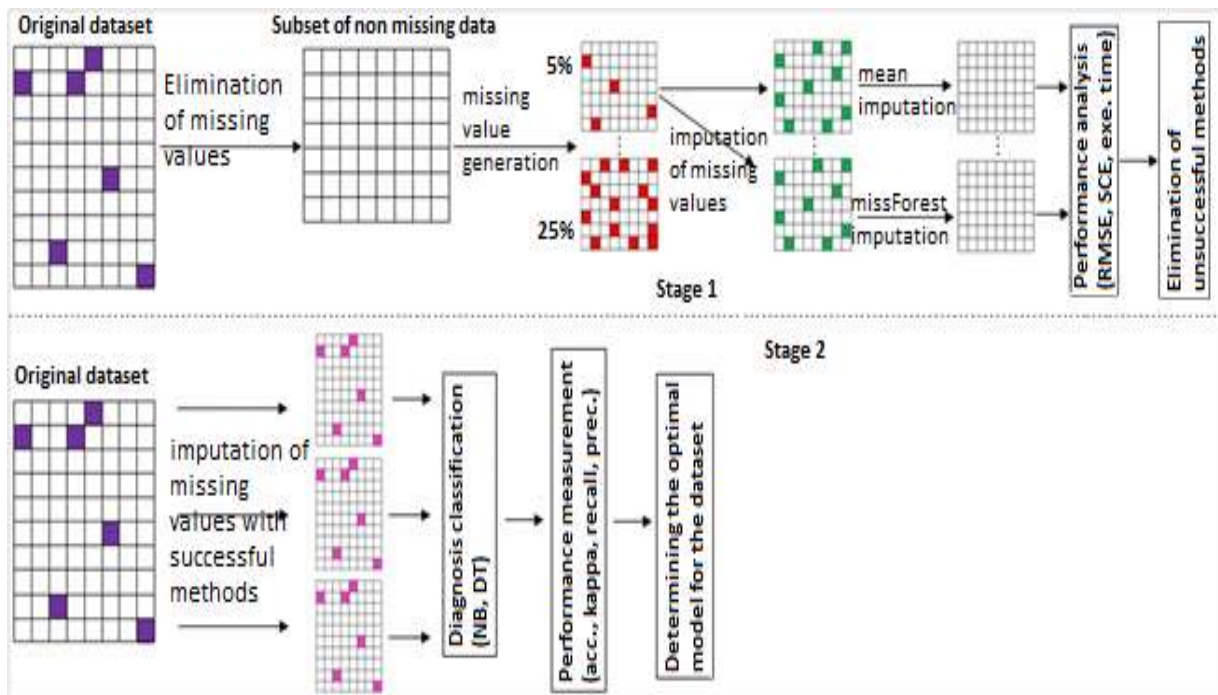 Original dataset
Elimination
of missing
values
Subset of non missing data
missing
value
generation
5%
25%
imputation
of missing
values
mean
imputation
missForest
imputation
Performance analysis
(RMSE, SCE, exe. time)
Elimination of
unsuccessful methods
Stage 1
Stage 2
Original dataset
imputation of
missing
values with
successful
methods
Diagnosis classification
(NB, DT)
Performance measurement
(acc., kappa, recall, prec.)
Determining the optimal
model for the dataset